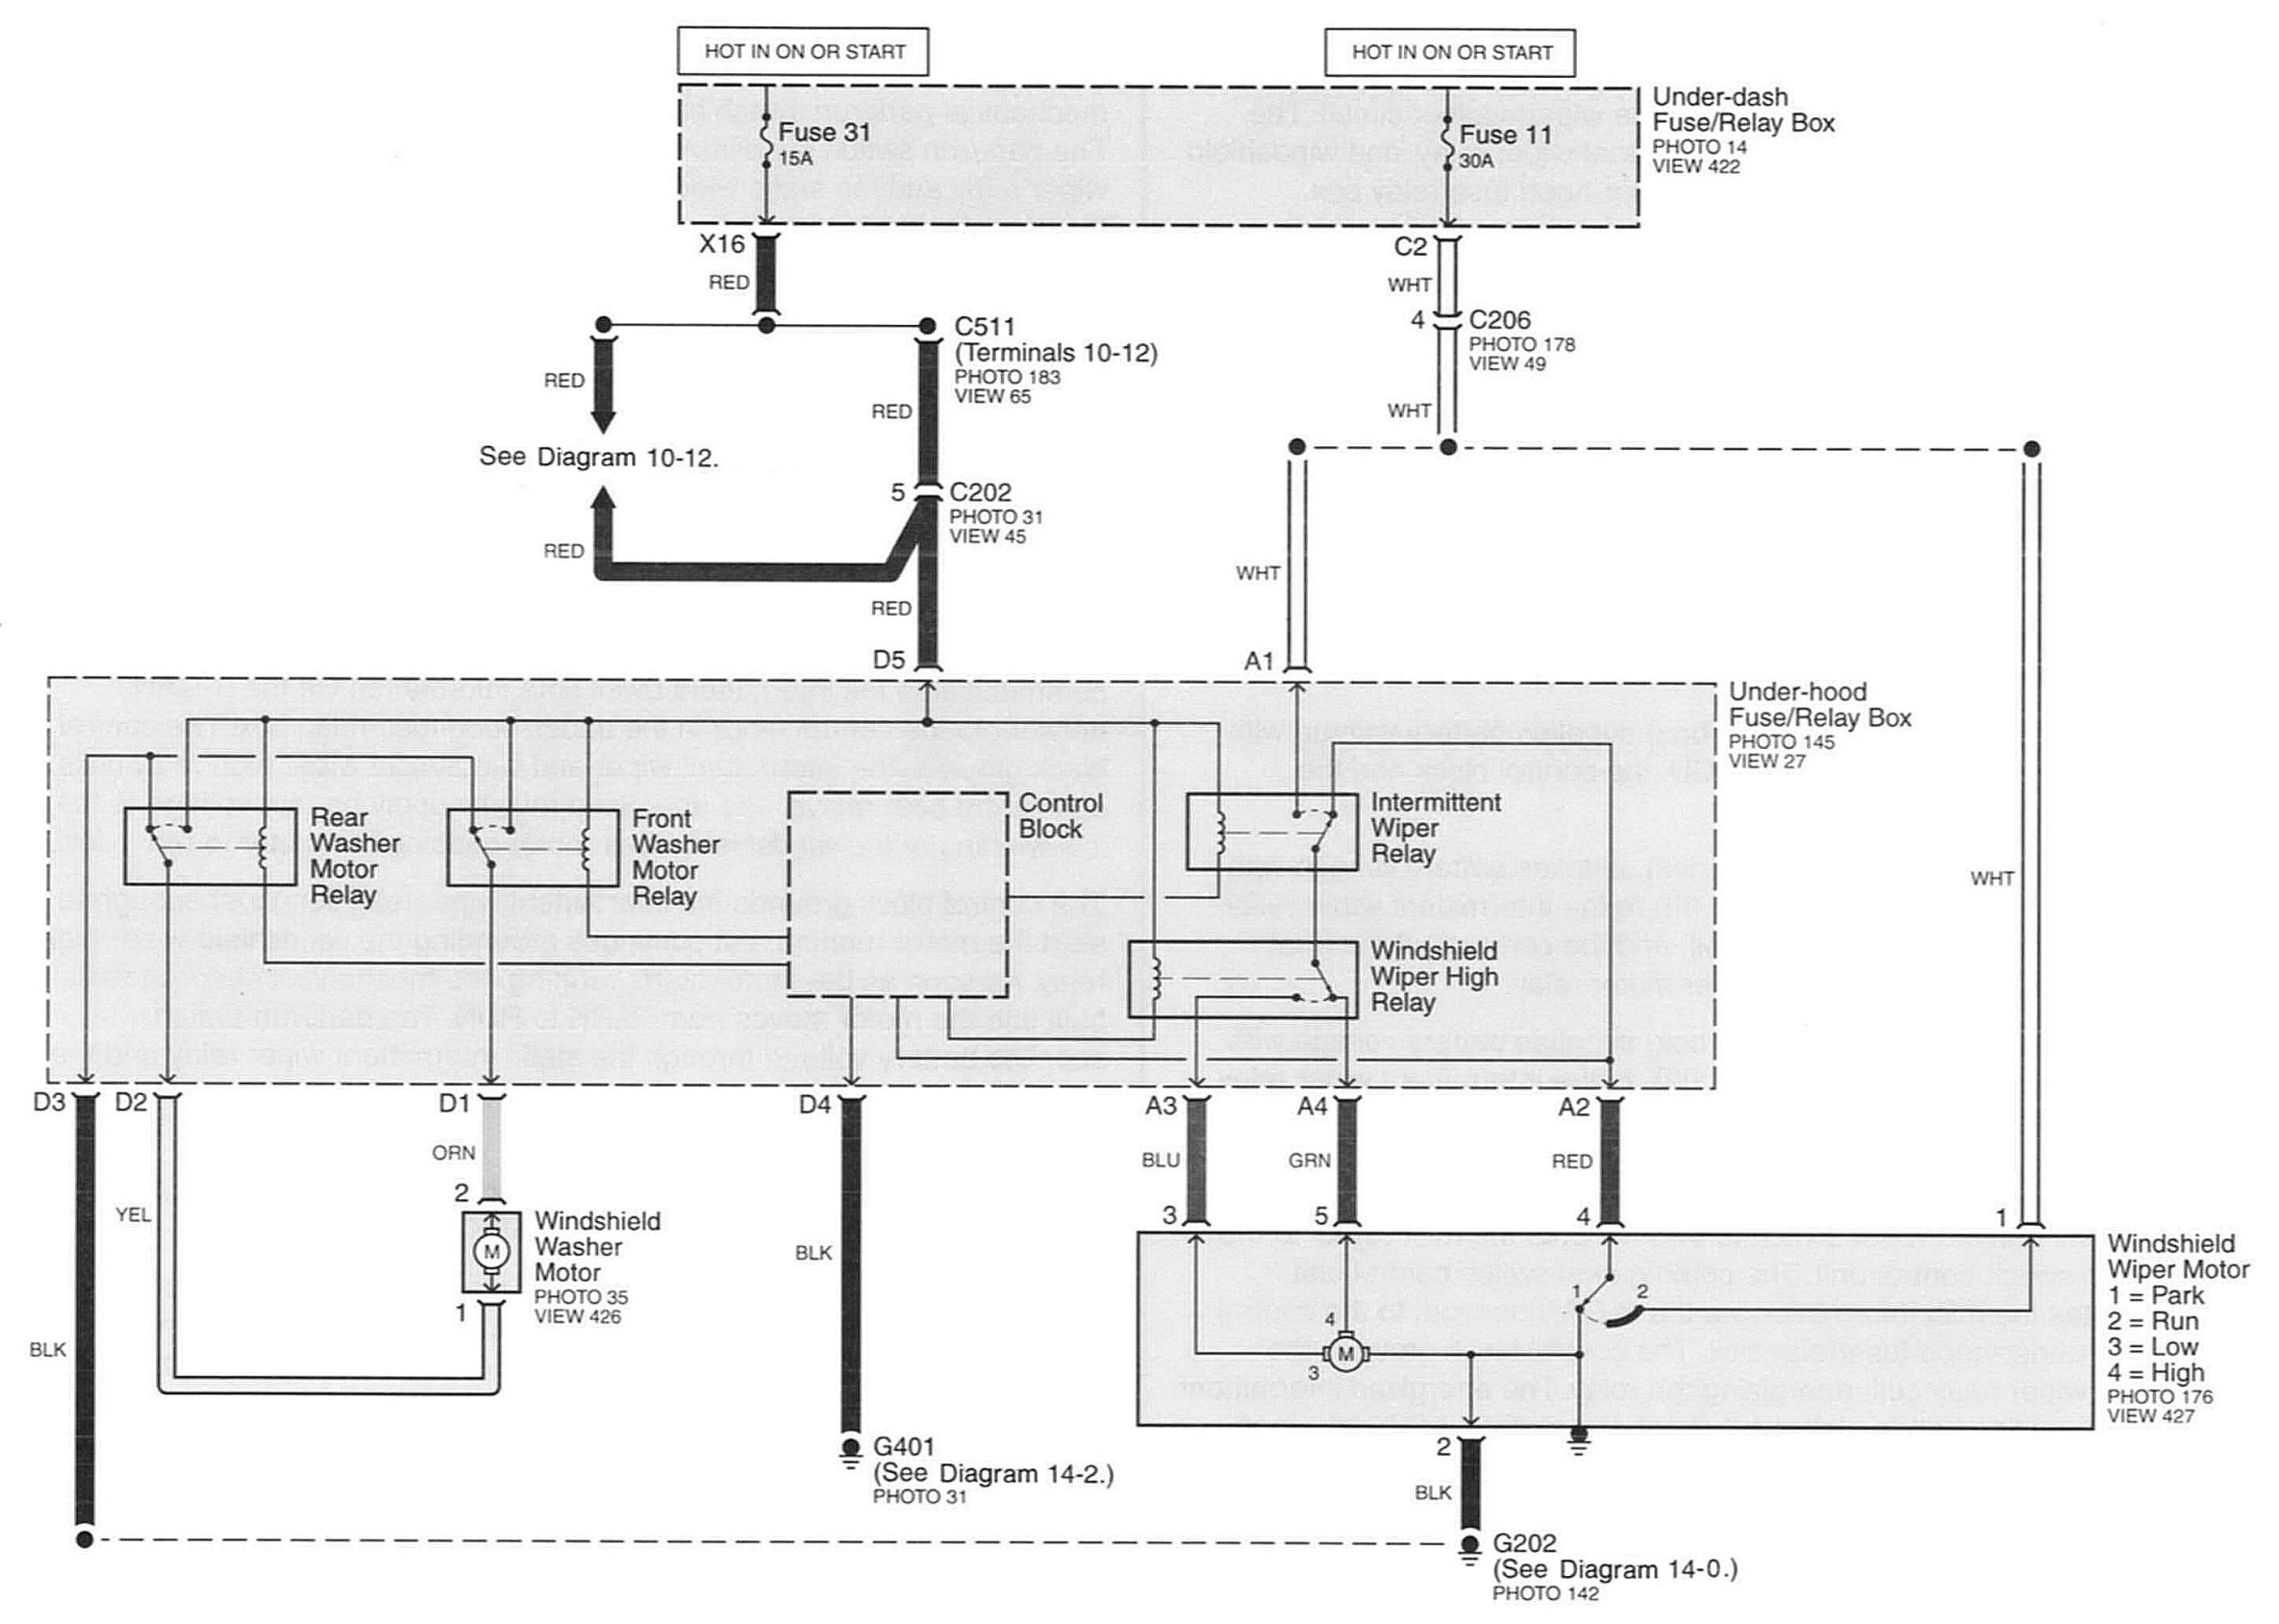 HOT IN ON OR START
HOT IN ON OR START
Fuse 31
15A
Fuse 11
30A
Under-dash
Fuse/Relay Box
PHOTO 14
VIEW 422
X16
RED
C2
WHT
4
C206
PHOTO 178
VIEW 49
WHT
C511
(Terminals 10-12)
PHOTO 183
VIEW 65
RED
RED
See Diagram 10-12.
5
C202
PHOTO 31
VIEW 45
RED
RED
WHT
D5
A1
Under-hood
Fuse/Relay Box
PHOTO 145
VIEW 27
Rear
Washer
Motor
Relay
Front
Washer
Motor
Relay
Control
Block
Intermittent
Wiper
Relay
Windshield
Wiper High
Relay
WHT
D3
D2
D1
D4
A3
A4
A2
ORN
BLU
GRN
RED
2
YEL
3
5
4
1
M
Windshield
Washer
Motor
PHOTO 35
VIEW 426
1
BLK
BLK
1
2
4
M
3
Windshield
Wiper Motor
1 = Park
2 = Run
3 = Low
4 = High
PHOTO 176
VIEW 427
G401
(See Diagram 14-2.)
PHOTO 31
2
BLK
G202
(See Diagram 14-0.)
PHOTO 142